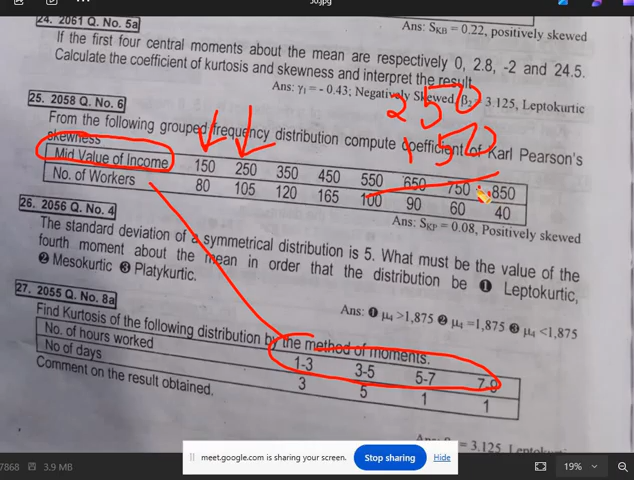 50.jpg
24. 2061 Q. No. 5a
Ans: SKB = 0.22, positively skewed
If the first four central moments about the mean are respectively 0, 2.8, -2 and 24.5.
Calculate the coefficient of kurtosis and skewness and interpret the result.
Ans: γ₁ = - 0.43; Negatively Skewed, β₂ 3.125, Leptokurtic
250
150
25. 2058 Q. No. 6
From the following grouped frequency distribution compute coefficient of Karl Pearson's
skewness
Mid Value of Income 150 250 350 450 550 650 750 850
No. of Workers 80 105 120 165 100 90 60 40
Ans: SKP = 0.08, Positively skewed
26. 2056 Q. No. 4
The standard deviation of a symmetrical distribution is 5. What must be the value of the
fourth moment about the mean in order that the distribution be ❶ Leptokurtic,
❷ Mesokurtic ❸ Platykurtic.
Ans: ❶ μ₄ >1,875 ❷ μ₄ =1,875 ❸ μ₄ <1,875
27. 2055 Q. No. 8a
Find Kurtosis of the following distribution by the method of moments.
No. of hours worked 1-3 3-5 5-7 7-9
No of days 3 5 1 1
Comment on the result obtained.
= 3.125
meet.google.com is sharing your screen. Stop sharing Hide
7868 3.9 MB 19%